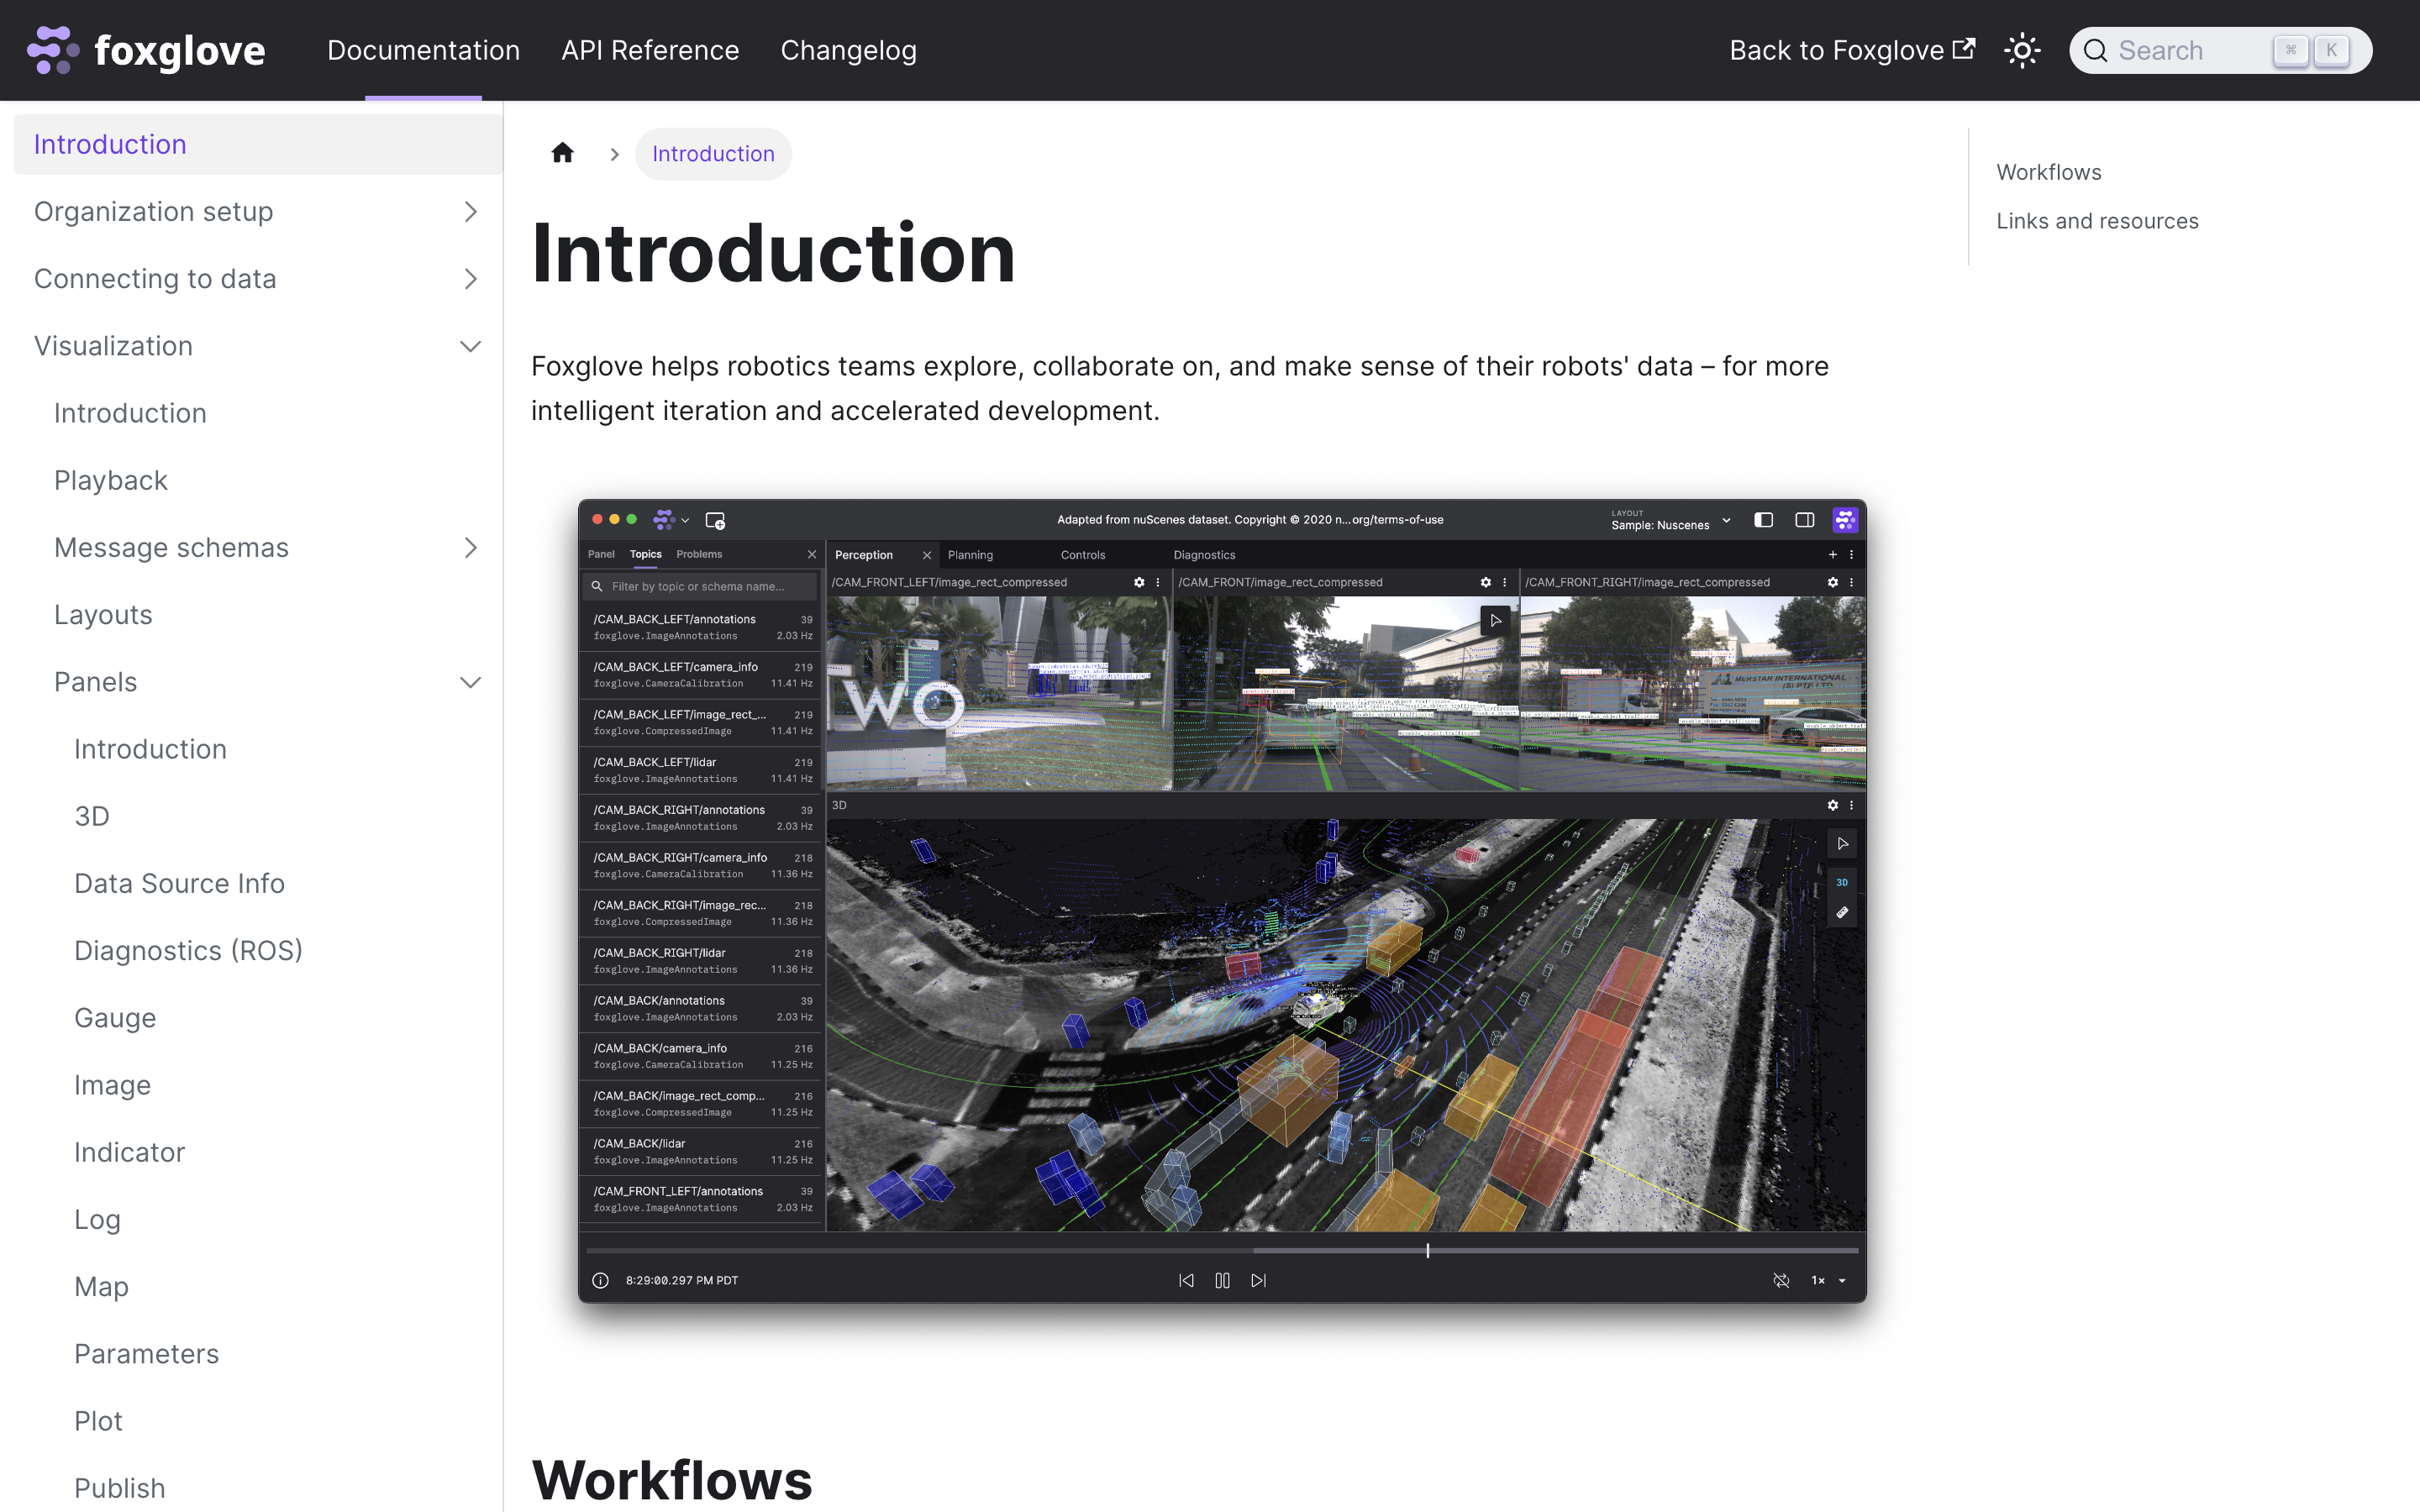 foxglove
Documentation
API Reference
Changelog
Back to Foxglove
Search
⌘ K
Introduction
Organization setup
Connecting to data
Visualization
Introduction
Playback
Message schemas
Layouts
Panels
Introduction
3D
Data Source Info
Diagnostics (ROS)
Gauge
Image
Indicator
Log
Map
Parameters
Plot
Publish
Introduction
Introduction
Foxglove helps robotics teams explore, collaborate on, and make sense of their robots' data – for more
intelligent iteration and accelerated development.
Adapted from nuScenes dataset. Copyright © 2020 n...org/terms-of-use
LAYOUT
Sample: Nuscenes
Panel Topics Problems
Filter by topic or schema name...
/CAM_BACK_LEFT/annotations 39
foxglove.ImageAnnotations 2.03 Hz
/CAM_BACK_LEFT/camera_info 219
foxglove.CameraCalibration 11.41 Hz
/CAM_BACK_LEFT/image_rect_... 219
foxglove.CompressedImage 11.41 Hz
/CAM_BACK_LEFT/lidar 219
foxglove.ImageAnnotations 11.41 Hz
/CAM_BACK_RIGHT/annotations 39
foxglove.ImageAnnotations 2.03 Hz
/CAM_BACK_RIGHT/camera_info 218
foxglove.CameraCalibration 11.36 Hz
/CAM_BACK_RIGHT/image_rec... 218
foxglove.CompressedImage 11.36 Hz
/CAM_BACK_RIGHT/lidar 218
foxglove.ImageAnnotations 11.36 Hz
/CAM_BACK/annotations 39
foxglove.ImageAnnotations 2.03 Hz
/CAM_BACK/camera_info 216
foxglove.CameraCalibration 11.25 Hz
/CAM_BACK/image_rect_comp... 216
foxglove.CompressedImage 11.25 Hz
/CAM_BACK/lidar 216
foxglove.ImageAnnotations 11.25 Hz
/CAM_FRONT_LEFT/annotations 39
foxglove.ImageAnnotations 2.03 Hz
Perception Planning Controls Diagnostics
/CAM_FRONT_LEFT/image_rect_compressed
/CAM_FRONT/image_rect_compressed
/CAM_FRONT_RIGHT/image_rect_compressed
WO
MERSTAR INTERNATIONAL
(S) PTE LTD
3D
3D
8:29:00.297 PM PDT
1×
Workflows
Workflows
Links and resources